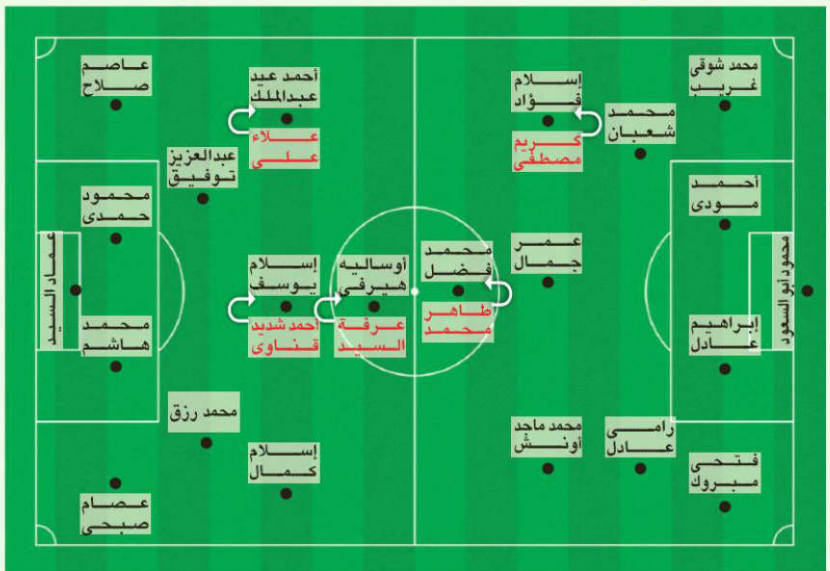 محمد شوقى
غريب
أحمد
مودى
محمود أبو السعود
إبراهيم
عادل
فتحى
مبروك
محمد
شعبان
رامى
عادل
إسلام
فؤاد
كريم
مصطفى
عمر
جمال
محمد ماجد
أونش
محمد
فضل
طاهر
محمد
أوساليه
هيرفى
عرفة
السيد
أحمد عيد
عبدالملك
علاء
على
إسلام
يوسف
أحمد شديد
قناوى
إسلام
كمال
عبدالعزيز
توفيق
محمد رزق
عاصم
صلاح
محمود
حمدى
محمد
هاشم
عصام
صبحى
عماد السيد